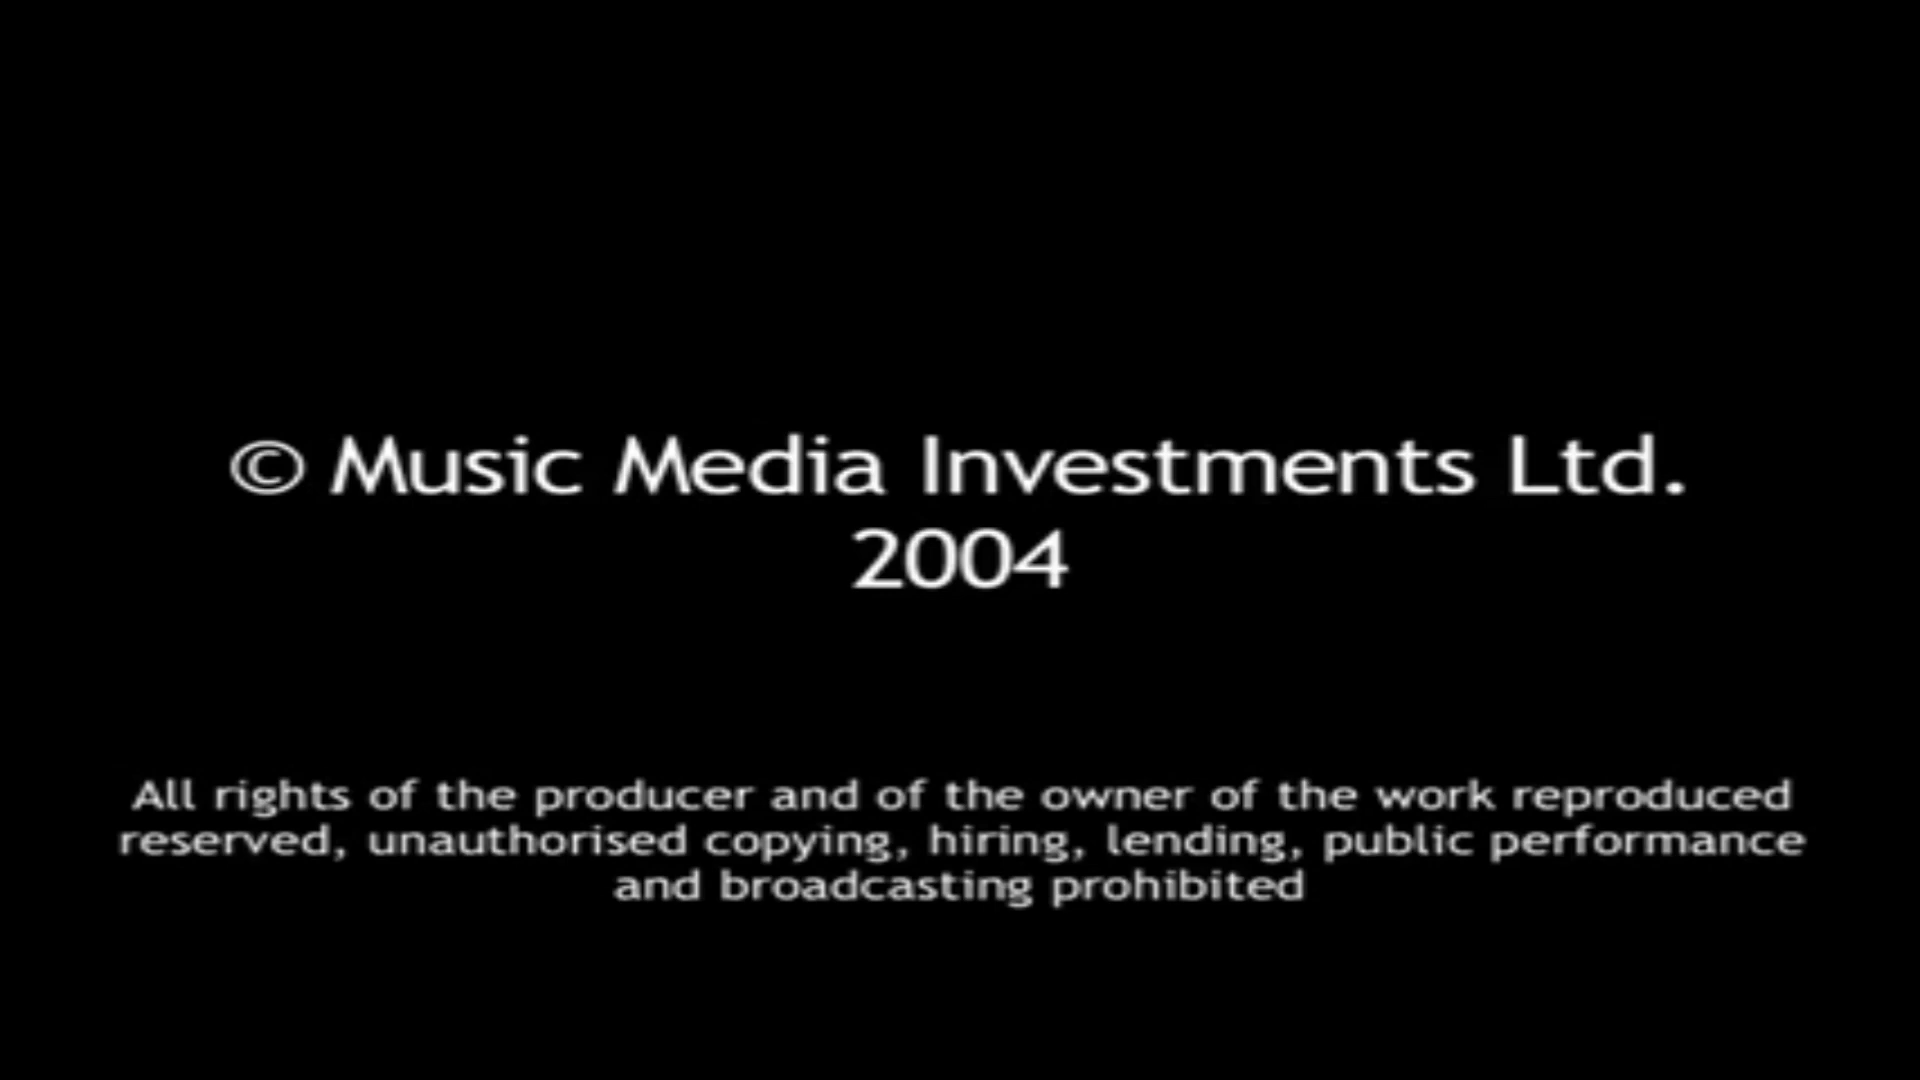 © Music Media Investments Ltd.
2004
All rights of the producer and of the owner of the work reproduced
reserved, unauthorised copying, hiring, lending, public performance
and broadcasting prohibited